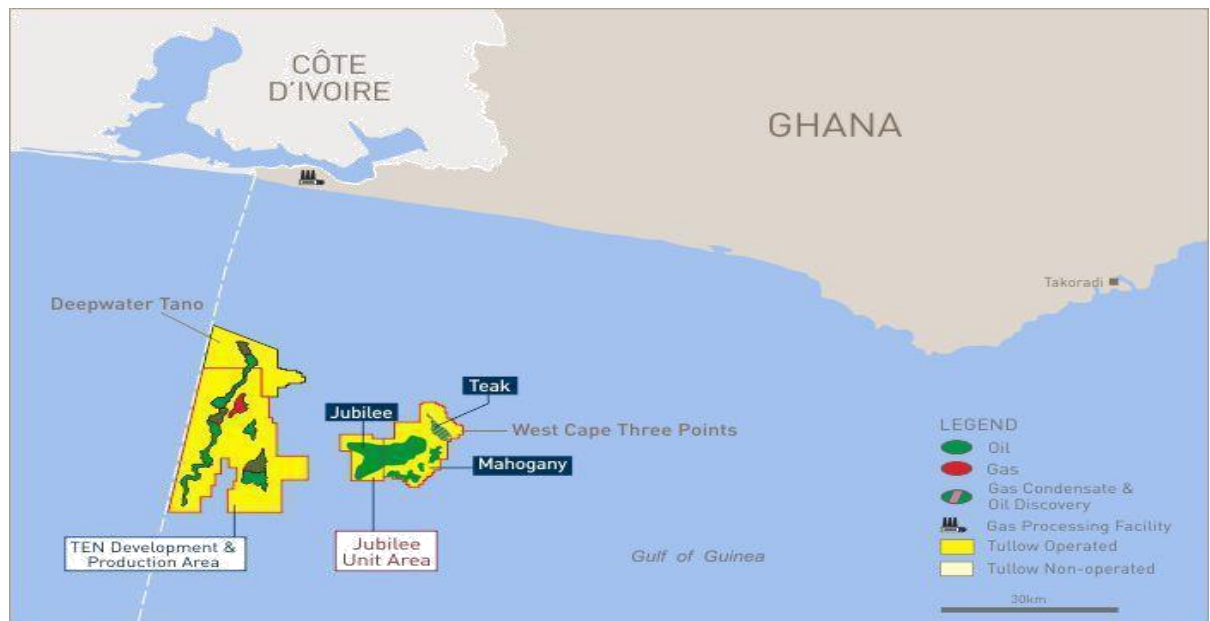 CÔTE
D'IVOIRE
GHANA
Takoradi
Deepwater Tano
Teak
Jubilee
West Cape Three Points
Mahogany
TEN Development &
Production Area
Jubilee
Unit Area
Gulf of Guinea
LEGEND
Oil
Gas
Gas Condensate &
Oil Discovery
Gas Processing Facility
Tullow Operated
Tullow Non-operated
30km